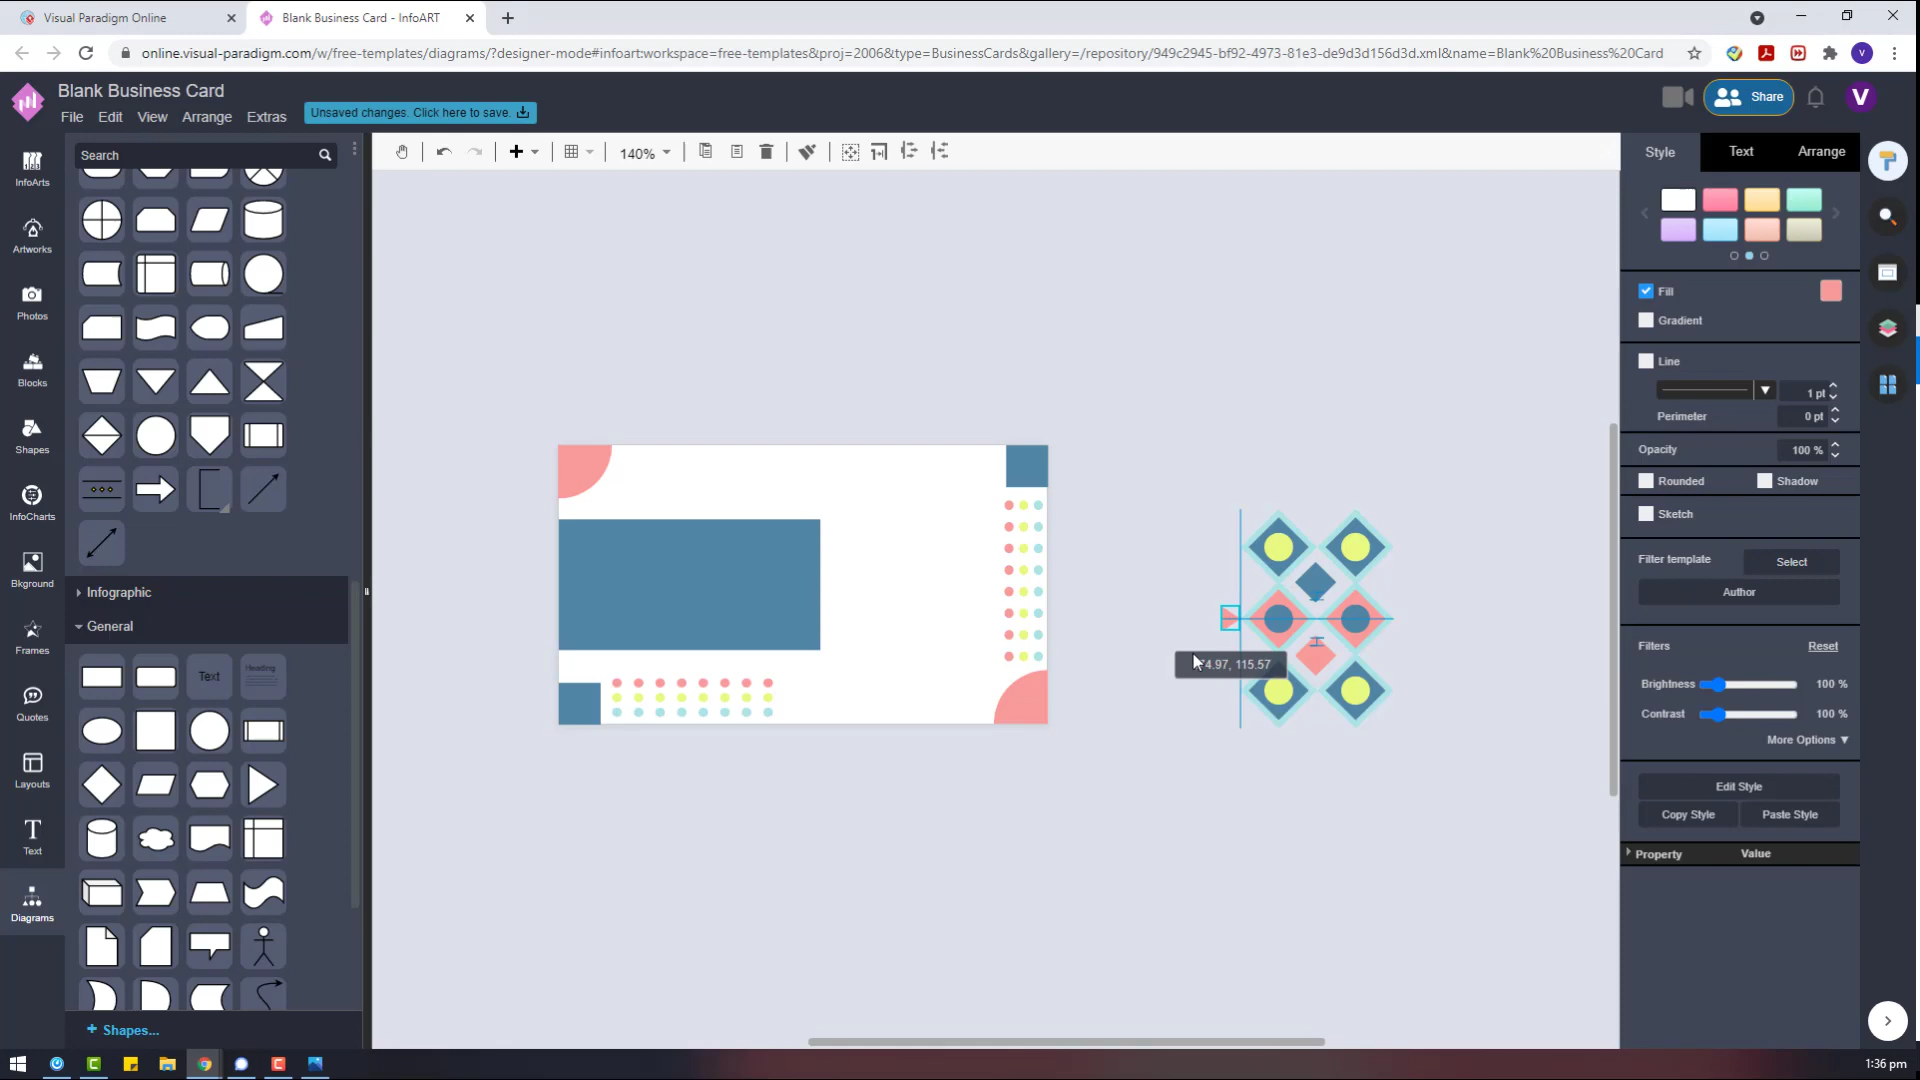 Visual Paradigm Online
Blank Business Card - InfoART
online.visual-paradigm.com/w/free-templates/diagrams/?designer-mode#infoart:workspace=free-templates&proj=2006&type=BusinessCards&gallery=/repository/949c2945-bf92-4973-81e3-de9d3d156d3d.xml&name=Blank%20Business%20Card
V
Blank Business Card
File Edit View Arrange Extras
Unsaved changes. Click here to save.
Share
V
Search
140%
Style Text Arrange
InfoArts
Artworks
Photos
Blocks
Shapes
InfoCharts
Bkground
Frames
Quotes
Layouts
Text
Diagrams
Infographic
General
Text
Heading
+ Shapes...
4.97, 115.57
Fill
Gradient
Line
1 pt
Perimeter 0 pt
Opacity 100 %
Rounded Shadow
Sketch
Filter template Select
Author
Filters Reset
Brightness 100 %
Contrast 100 %
More Options ▼
Edit Style
Copy Style Paste Style
Property Value
1:36 pm